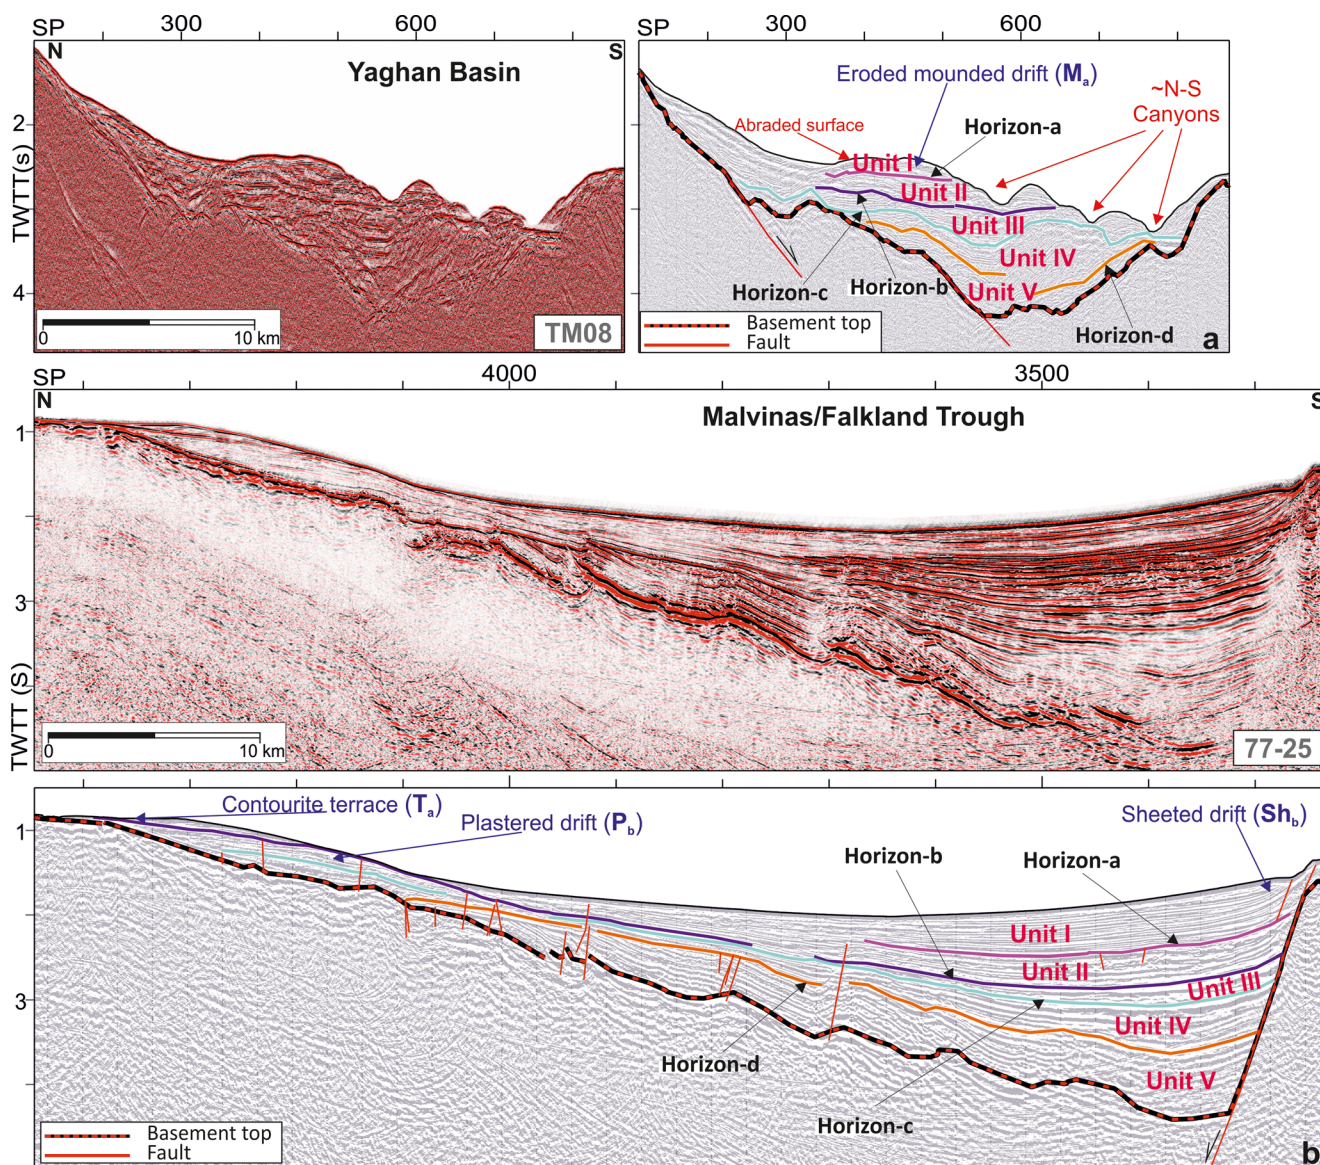 SP 300 600
N S
Yaghan Basin
2
TWTT(s)
4
0 10 km
TM08
SP 300 600
Eroded mounded drift (Ma)
~N-S
Canyons
Abraded surface
Horizon-a
Unit I
Unit II
Unit III
Unit IV
Unit V
Horizon-c
Horizon-b
Horizon-d
Basement top
Fault
a
SP 4000 3500
N S
Malvinas/Falkland Trough
1
3
TWTT (S)
0 10 km
77-25
Contourite terrace (Ta)
Plastered drift (Pb)
Sheeted drift (Shb)
1
Horizon-b
Horizon-a
Unit I
Unit II
Unit III
3
Unit IV
Horizon-d
Unit V
Horizon-c
Basement top
Fault
b